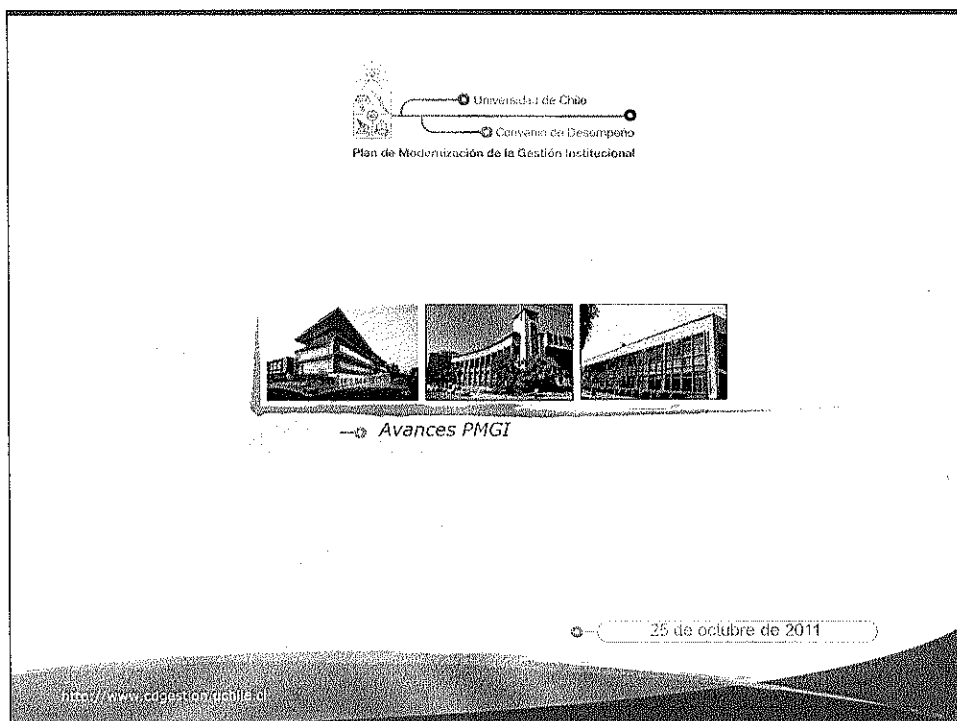 Universidad de Chile
Convenio de Desempeño
Plan de Modernización de la Gestión Institucional
Avances PMGI
25 de octubre de 2011
http://www.cdgestion/uchile.cl